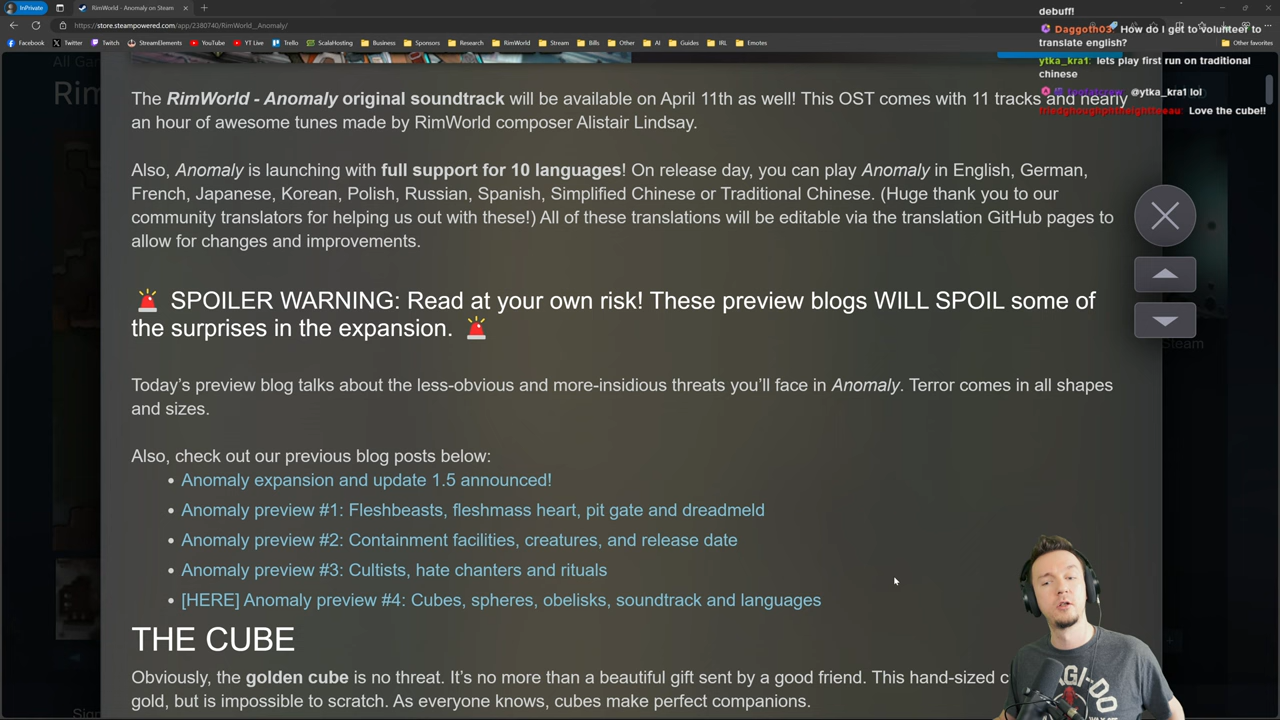 InPrivate
RimWorld - Anomaly on Steam
https://store.steampowered.com/app/2380740/RimWorld__Anomaly/
Facebook Twitter Twitch StreamElements YouTube YT Live Trello ScalaHosting Business Sponsors Research RimWorld Stream Bills Other AI Guides IRL Emotes
Other favorites
debuff!
Daggoth03: How do I get to volunteer to
translate english?
ytka_kra1: lets play first run on traditional
chinese
@ytka_kra1 lol
Love the cube!!
All Ga
Rim
The RimWorld - Anomaly original soundtrack will be available on April 11th as well! This OST comes with 11 tracks and nearly
an hour of awesome tunes made by RimWorld composer Alistair Lindsay.
Also, Anomaly is launching with full support for 10 languages! On release day, you can play Anomaly in English, German,
French, Japanese, Korean, Polish, Russian, Spanish, Simplified Chinese or Traditional Chinese. (Huge thank you to our
community translators for helping us out with these!) All of these translations will be editable via the translation GitHub pages to
allow for changes and improvements.
🚨 SPOILER WARNING: Read at your own risk! These preview blogs WILL SPOIL some of
the surprises in the expansion. 🚨
Today's preview blog talks about the less-obvious and more-insidious threats you'll face in Anomaly. Terror comes in all shapes
and sizes.
Also, check out our previous blog posts below:
• Anomaly expansion and update 1.5 announced!
• Anomaly preview #1: Fleshbeasts, fleshmass heart, pit gate and dreadmeld
• Anomaly preview #2: Containment facilities, creatures, and release date
• Anomaly preview #3: Cultists, hate chanters and rituals
• [HERE] Anomaly preview #4: Cubes, spheres, obelisks, soundtrack and languages
THE CUBE
Obviously, the golden cube is no threat. It's no more than a beautiful gift sent by a good friend. This hand-sized c
gold, but is impossible to scratch. As everyone knows, cubes make perfect companions.